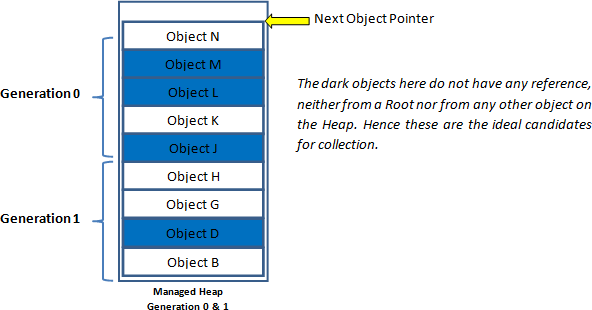 Next Object Pointer
Object N
Object M
Object L
Object K
Object J
Object H
Object G
Object D
Object B
Generation 0
Generation 1
The dark objects here do not have any reference,
neither from a Root nor from any other object on
the Heap. Hence these are the ideal candidates
for collection.
Managed Heap
Generation 0 & 1